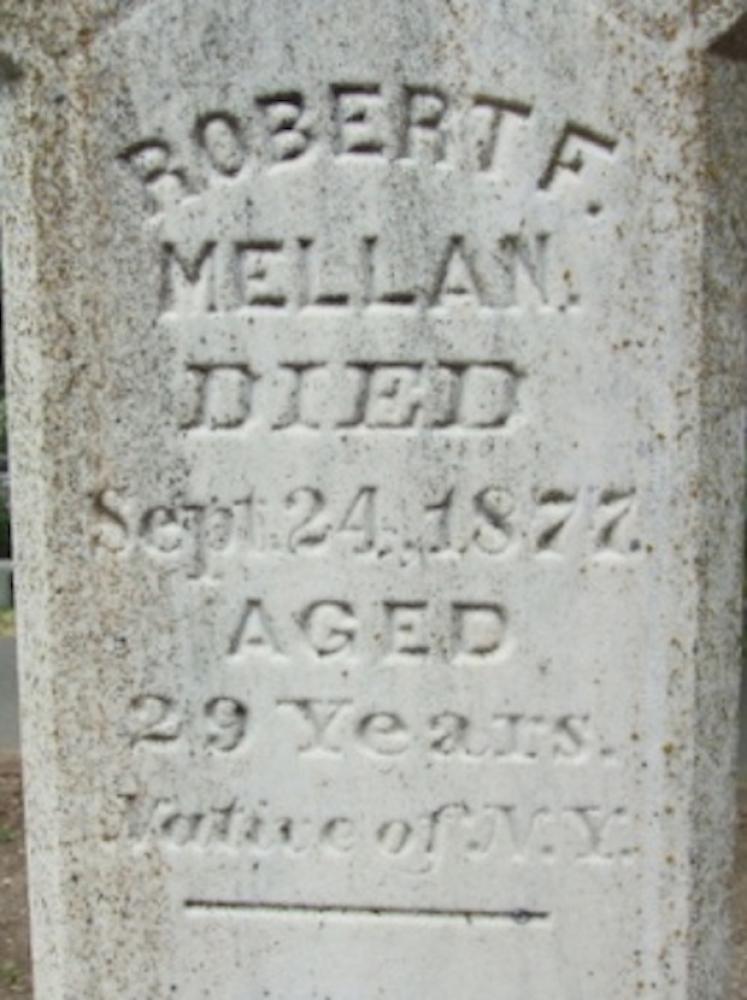 ROBERT F.
MELLAN.
DIED
Sept. 24, 1877.
AGED
29 Years.
Native of N.Y.